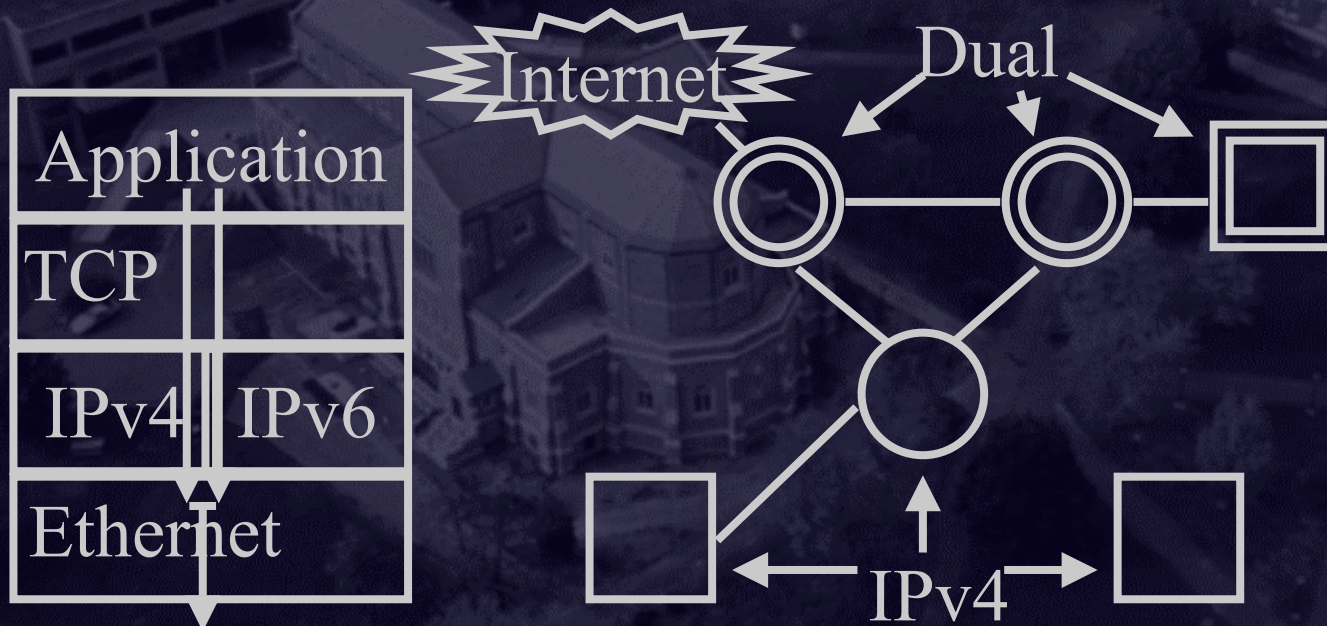 Internet
Dual
Application
TCP
IPv4
IPv6
Ethernet
IPv4